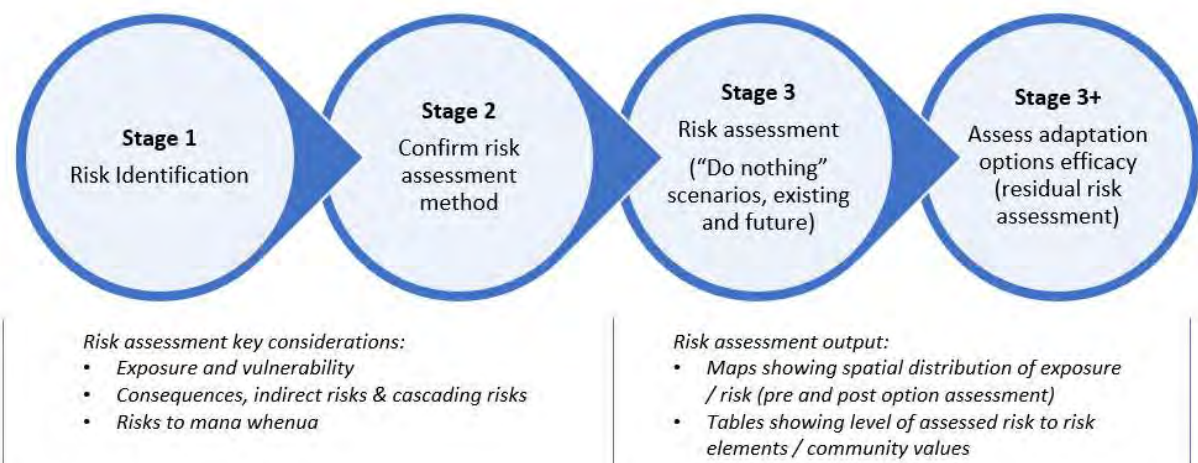 Stage 1
Risk Identification
Stage 2
Confirm risk
assessment
method
Stage 3
Risk assessment
(“Do nothing”
scenarios, existing
and future)
Stage 3+
Assess adaptation
options efficacy
(residual risk
assessment)
Risk assessment key considerations:
• Exposure and vulnerability
• Consequences, indirect risks & cascading risks
• Risks to mana whenua
Risk assessment output:
• Maps showing spatial distribution of exposure
/ risk (pre and post option assessment)
• Tables showing level of assessed risk to risk
elements / community values